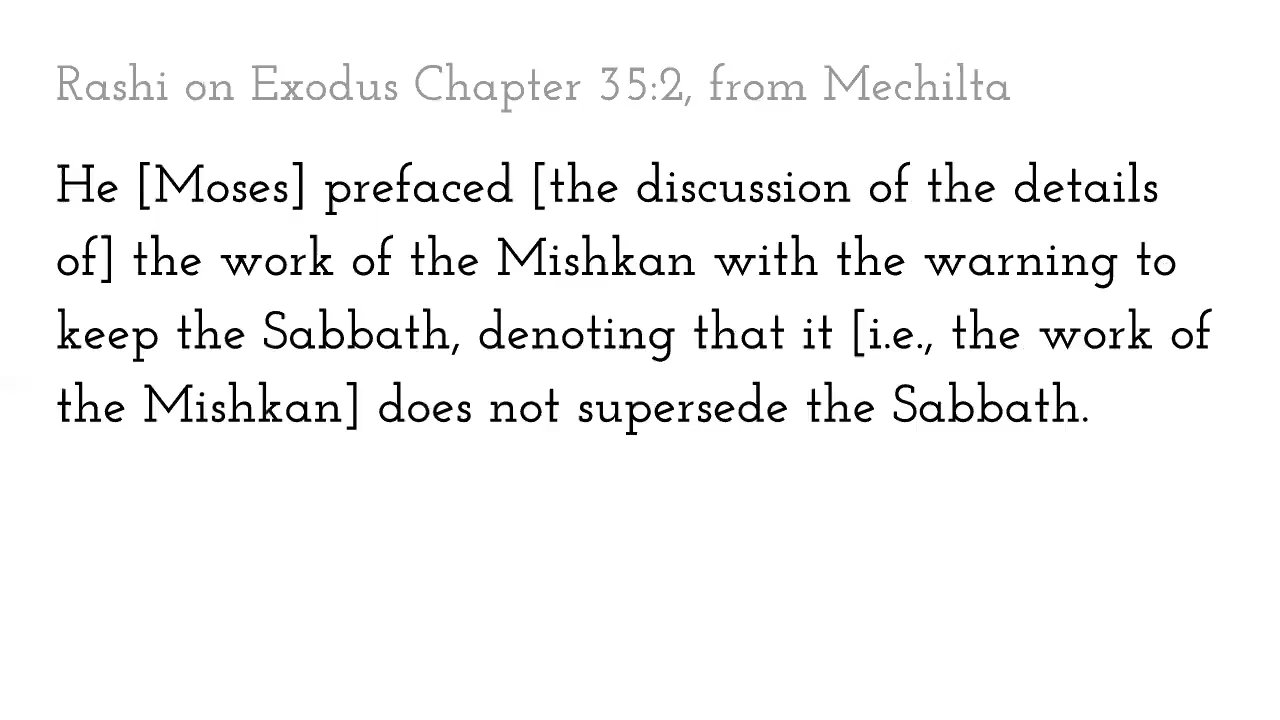 Rashi on Exodus Chapter 35:2, from Mechilta
He [Moses] prefaced [the discussion of the details
of] the work of the Mishkan with the warning to
keep the Sabbath, denoting that it [i.e., the work of
the Mishkan] does not supersede the Sabbath.